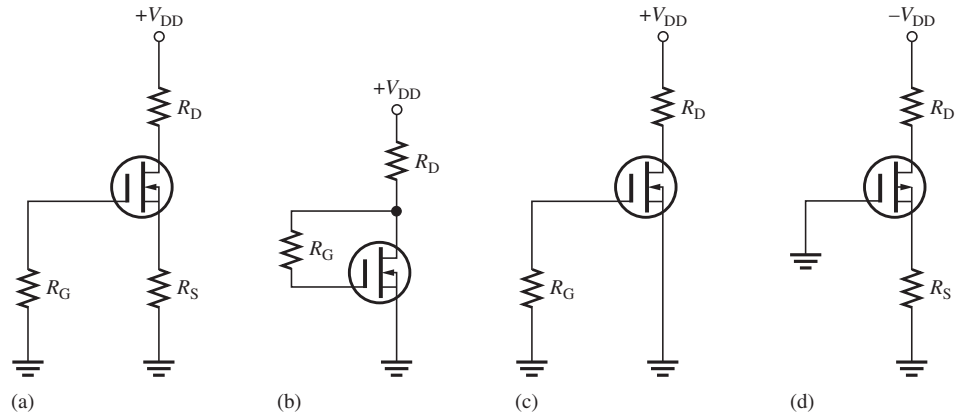 +V_DD
R_D
R_G
R_S
(a)
+V_DD
R_D
R_G
(b)
+V_DD
R_D
R_G
(c)
−V_DD
R_D
R_S
(d)